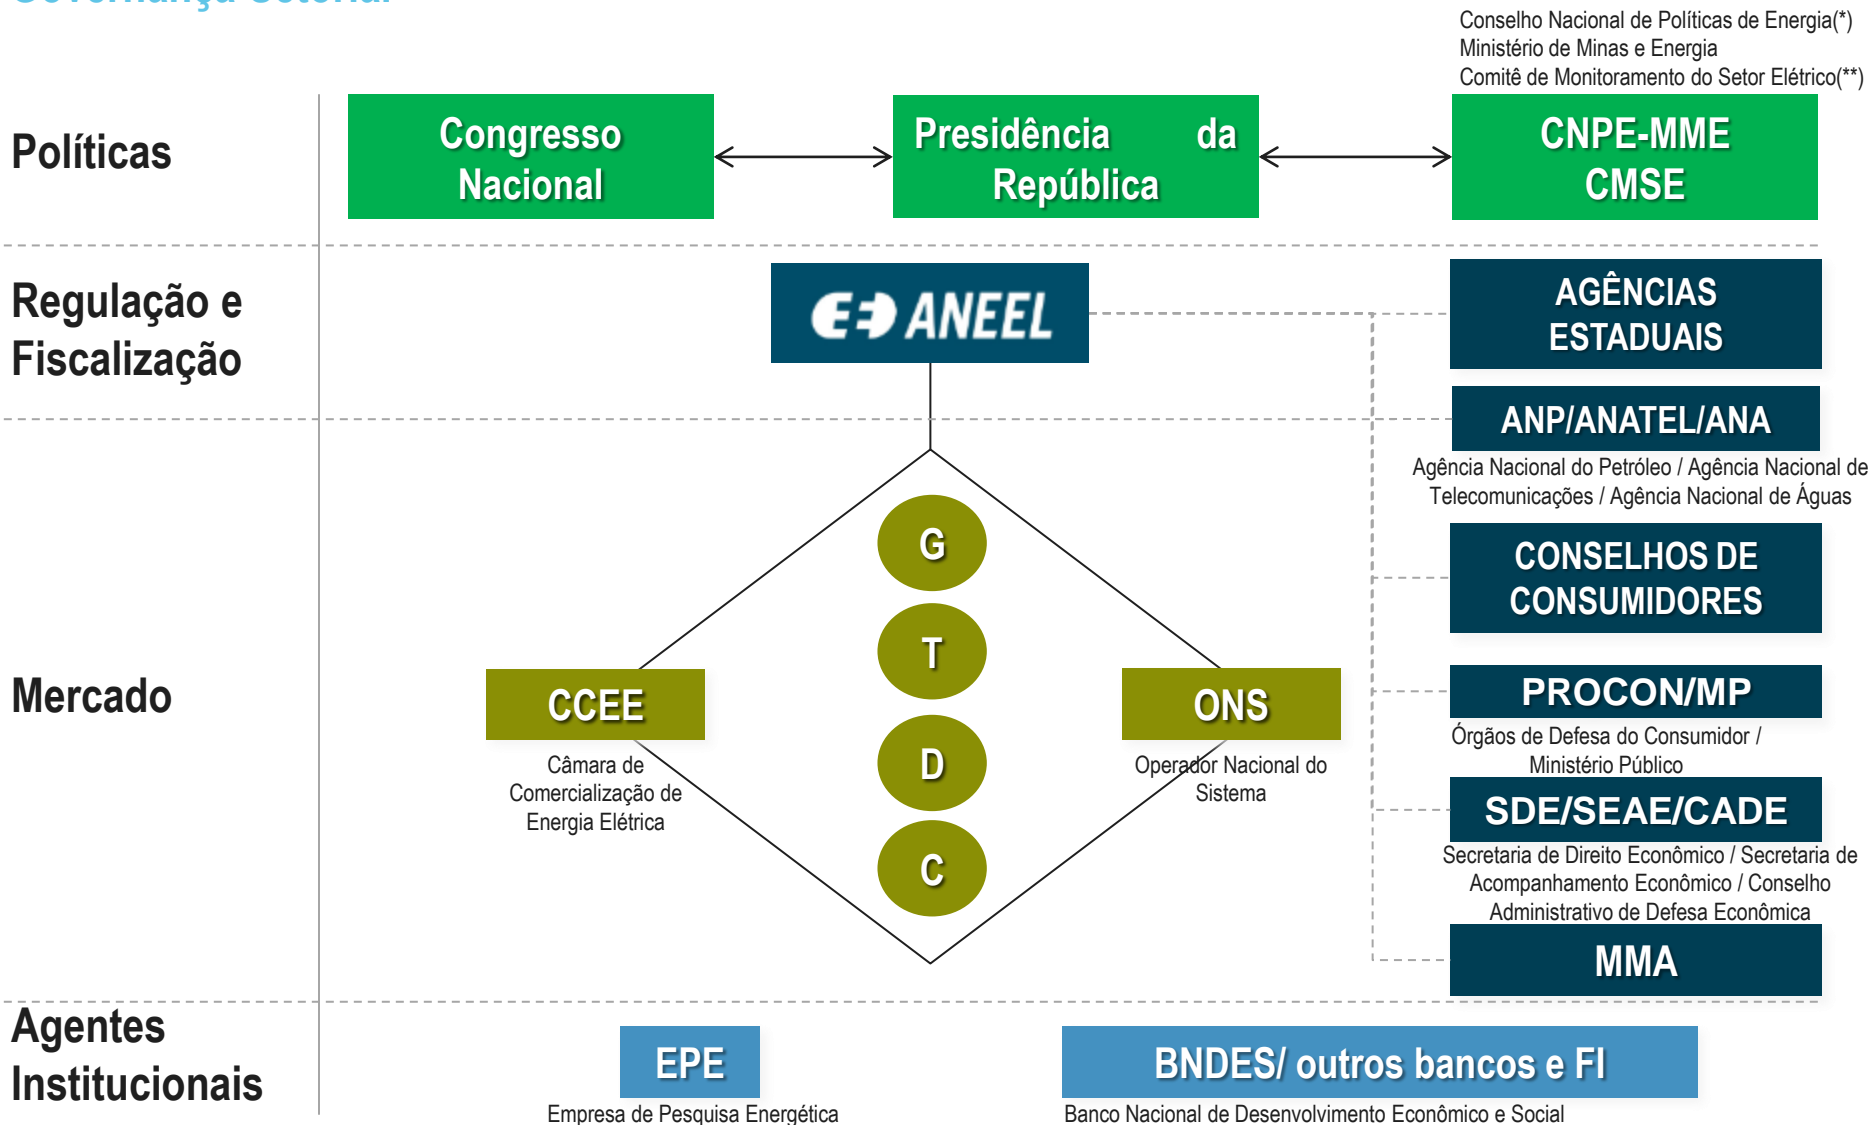 Governança Setorial
Conselho Nacional de Políticas de Energia(*)
Ministério de Minas e Energia
Comitê de Monitoramento do Setor Elétrico(**)
Políticas
Congresso
Nacional
Presidência da
República
CNPE-MME
CMSE
Regulação e
Fiscalização
ANEEL
AGÊNCIAS
ESTADUAIS
ANP/ANATEL/ANA
Agência Nacional do Petróleo / Agência Nacional de
Telecomunicações / Agência Nacional de Águas
CONSELHOS DE
CONSUMIDORES
Mercado
G
T
D
C
CCEE
Câmara de
Comercialização de
Energia Elétrica
ONS
Operador Nacional do
Sistema
PROCON/MP
Órgãos de Defesa do Consumidor /
Ministério Público
SDE/SEAE/CADE
Secretaria de Direito Econômico / Secretaria de
Acompanhamento Econômico / Conselho
Administrativo de Defesa Econômica
MMA
Agentes
Institucionais
EPE
Empresa de Pesquisa Energética
BNDES/ outros bancos e FI
Banco Nacional de Desenvolvimento Econômico e Social